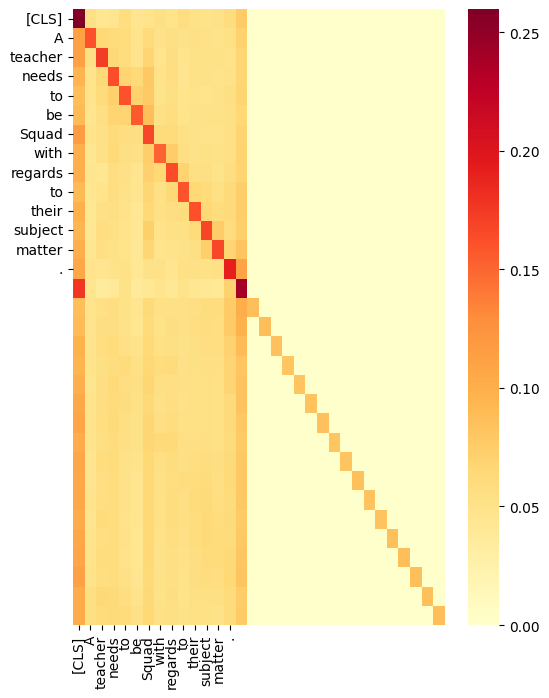 [CLS]
A
teacher
needs
to
be
Squad
with
regards
to
their
subject
matter
.
0.25
0.20
0.15
0.10
0.05
0.00
[CLS]
A
teacher
needs
to
be
Squad
with
regards
to
their
subject
matter
.